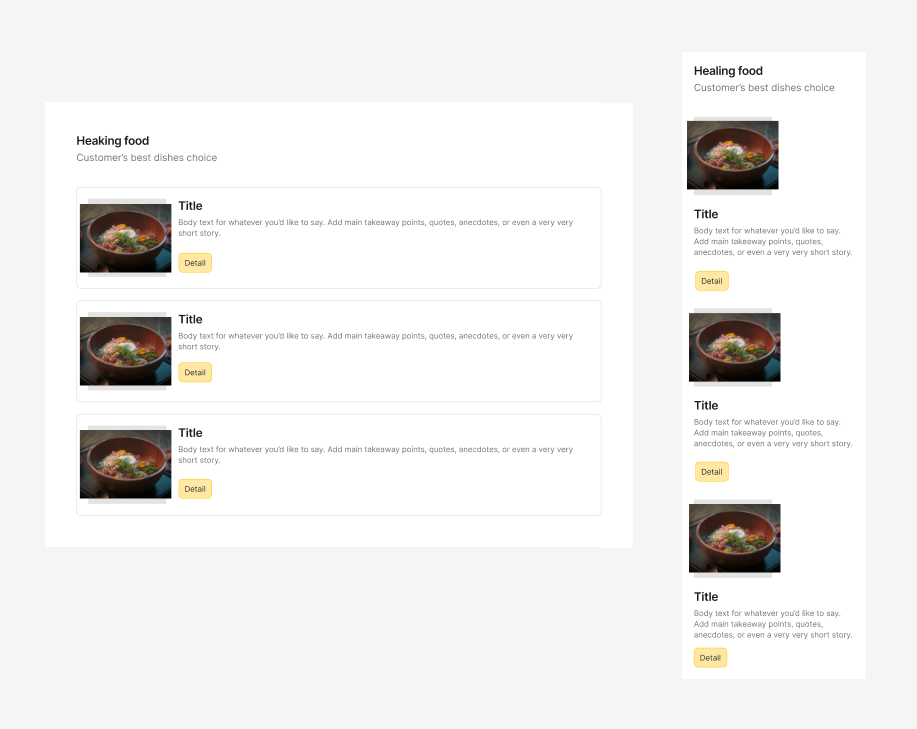 Heaking food
Customer's best dishes choice
Title
Body text for whatever you'd like to say. Add main takeaway points, quotes, anecdotes, or even a very very
short story.
Detail
Title
Body text for whatever you'd like to say. Add main takeaway points, quotes, anecdotes, or even a very very
short story.
Detail
Title
Body text for whatever you'd like to say. Add main takeaway points, quotes, anecdotes, or even a very very
short story.
Detail
Healing food
Customer's best dishes choice
Title
Body text for whatever you'd like to say.
Add main takeaway points, quotes,
anecdotes, or even a very very short story.
Detail
Title
Body text for whatever you'd like to say.
Add main takeaway points, quotes,
anecdotes, or even a very very short story.
Detail
Title
Body text for whatever you'd like to say.
Add main takeaway points, quotes,
anecdotes, or even a very very short story.
Detail